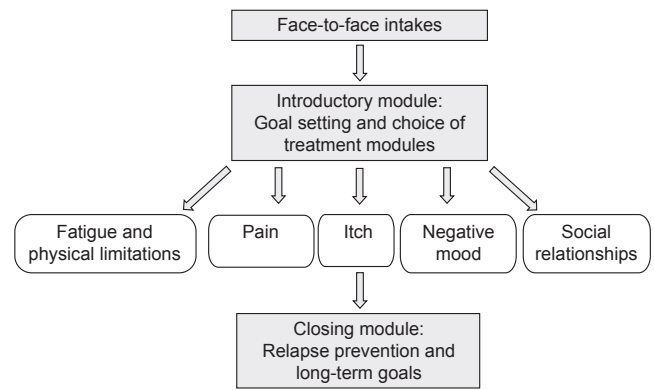 Face-to-face intakes
Introductory module:
Goal setting and choice of
treatment modules
Fatigue and
physical limitations
Pain
Itch
Negative
mood
Social
relationships
Closing module:
Relapse prevention and
long-term goals